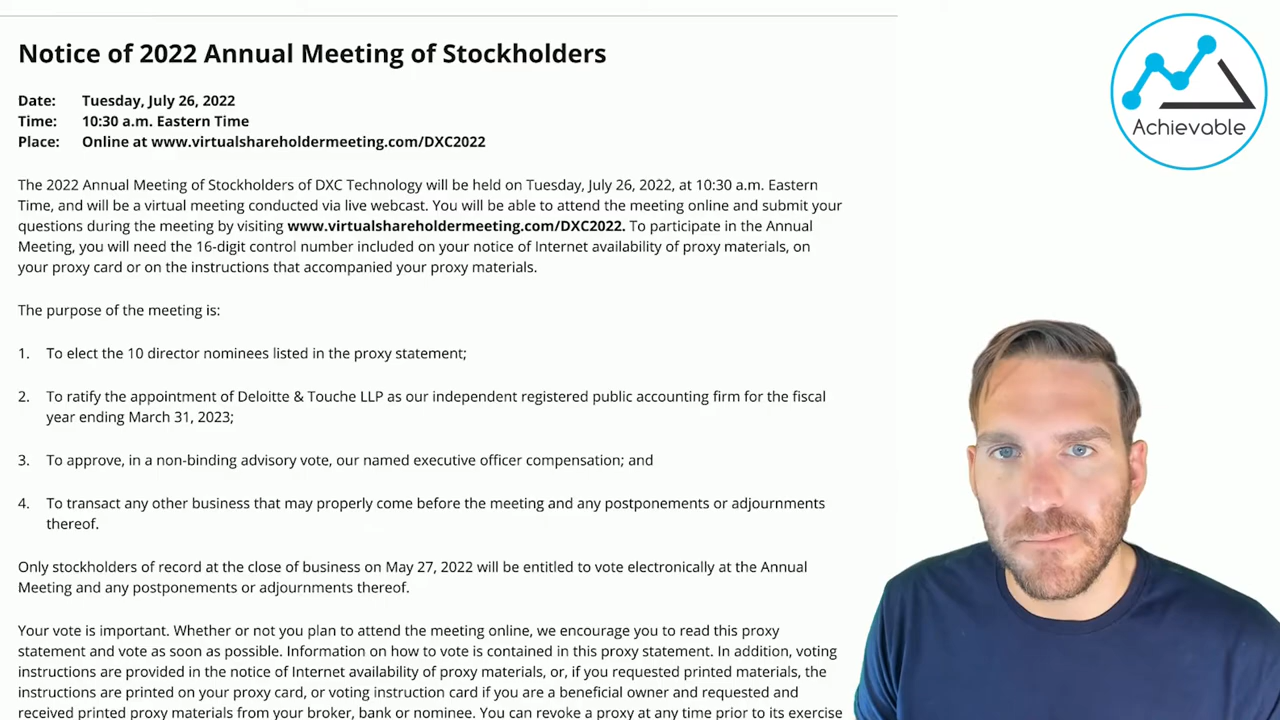 Notice of 2022 Annual Meeting of Stockholders
Date: Tuesday, July 26, 2022
Time: 10:30 a.m. Eastern Time
Place: Online at www.virtualshareholdermeeting.com/DXC2022
The 2022 Annual Meeting of Stockholders of DXC Technology will be held on Tuesday, July 26, 2022, at 10:30 a.m. Eastern
Time, and will be a virtual meeting conducted via live webcast. You will be able to attend the meeting online and submit your
questions during the meeting by visiting www.virtualshareholdermeeting.com/DXC2022. To participate in the Annual
Meeting, you will need the 16-digit control number included on your notice of Internet availability of proxy materials, on
your proxy card or on the instructions that accompanied your proxy materials.
The purpose of the meeting is:
1. To elect the 10 director nominees listed in the proxy statement;
2. To ratify the appointment of Deloitte & Touche LLP as our independent registered public accounting firm for the fiscal
year ending March 31, 2023;
3. To approve, in a non-binding advisory vote, our named executive officer compensation; and
4. To transact any other business that may properly come before the meeting and any postponements or adjournments
thereof.
Only stockholders of record at the close of business on May 27, 2022 will be entitled to vote electronically at the Annual
Meeting and any postponements or adjournments thereof.
Your vote is important. Whether or not you plan to attend the meeting online, we encourage you to read this proxy
statement and vote as soon as possible. Information on how to vote is contained in this proxy statement. In addition, voting
instructions are provided in the notice of Internet availability of proxy materials, or, if you requested printed materials, the
instructions are printed on your proxy card, or voting instruction card if you are a beneficial owner and requested and
received printed proxy materials from your broker, bank or nominee. You can revoke a proxy at any time prior to its exercise
Achievable